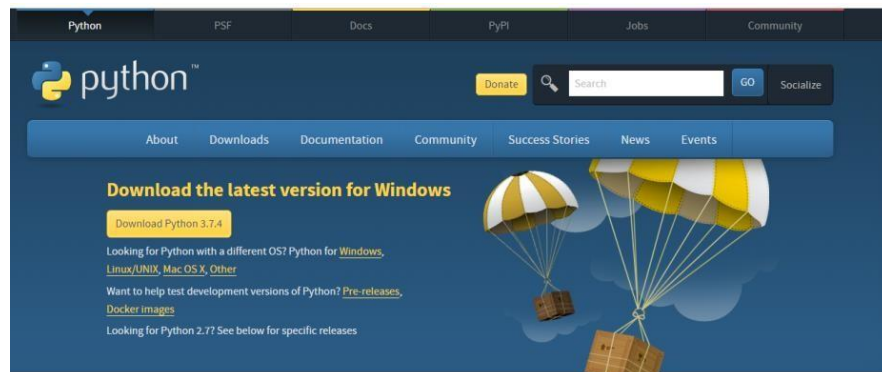 Python PSF Docs PyPI Jobs Community
python™
Donate Search GO Socialize
About Downloads Documentation Community Success Stories News Events
Download the latest version for Windows
Download Python 3.7.4
Looking for Python with a different OS? Python for Windows,
Linux/UNIX, Mac OS X, Other
Want to help test development versions of Python? Pre-releases,
Docker images
Looking for Python 2.7? See below for specific releases